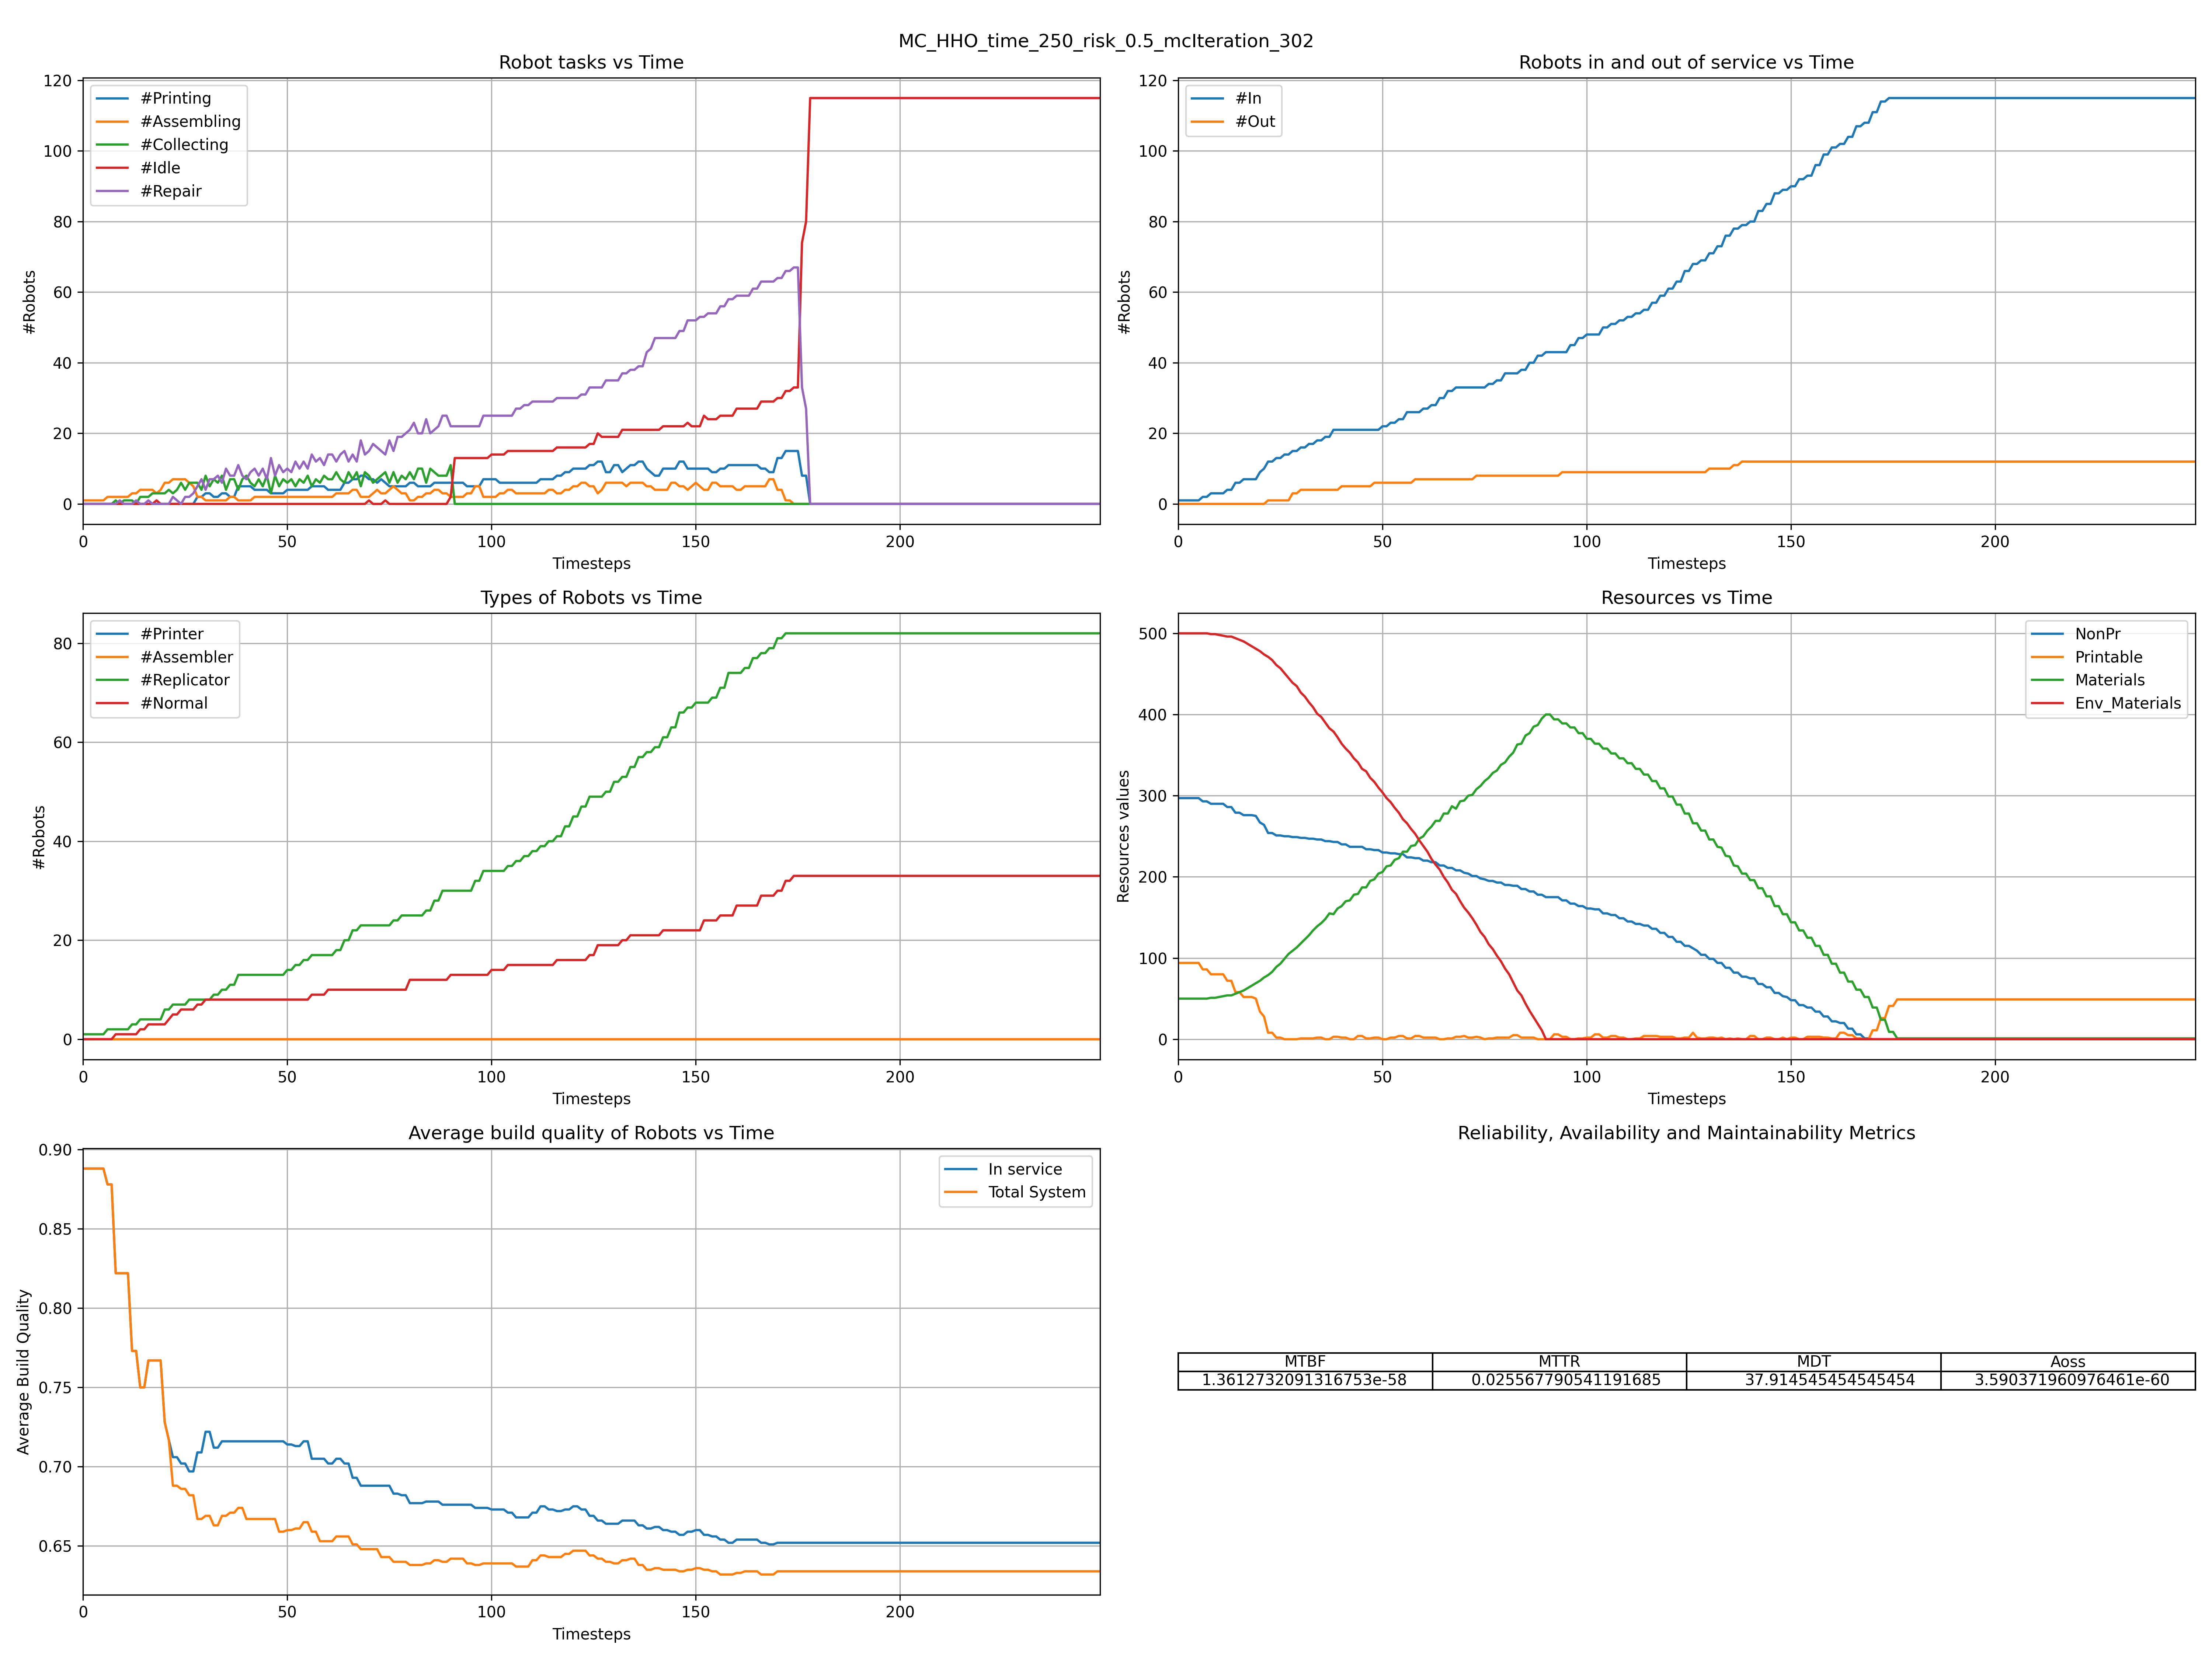 MC_HHO_time_250_risk_0.5_mcIteration_302
Robot tasks vs Time
120
100
80
60
40
20
0
#Robots
#Printing
#Assembling
#Collecting
#Idle
#Repair
0 50 100 150 200
Timesteps
Robots in and out of service vs Time
120
100
80
60
40
20
0
#Robots
#In
#Out
0 50 100 150 200
Timesteps
Types of Robots vs Time
80
60
40
20
0
#Robots
#Printer
#Assembler
#Replicator
#Normal
0 50 100 150 200
Timesteps
Resources vs Time
500
400
300
200
100
0
Resources values
NonPr
Printable
Materials
Env_Materials
0 50 100 150 200
Timesteps
Average build quality of Robots vs Time
0.90
0.85
0.80
0.75
0.70
0.65
Average Build Quality
In service
Total System
0 50 100 150 200
Timesteps
Reliability, Availability and Maintainability Metrics
MTBF MTTR MDT Aoss
1.3612732091316753e-58 0.025567790541191685 37.914545454545454 3.590371960976461e-60